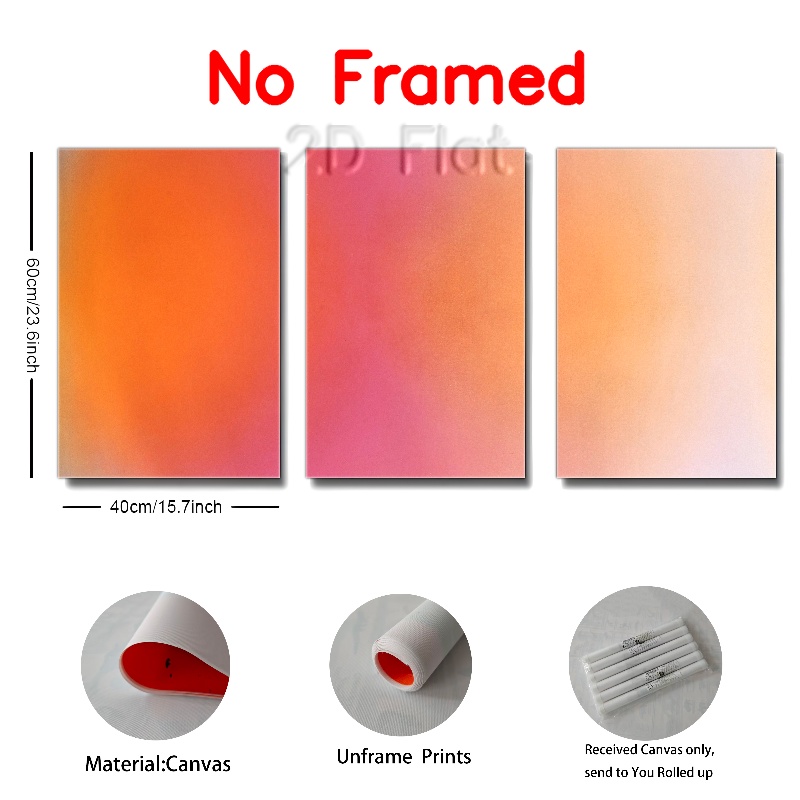 No Framed
2D Flat
60cm/23.6inch
40cm/15.7inch
Material:Canvas
Unframe Prints
Received Canvas only,
send to You Rolled up